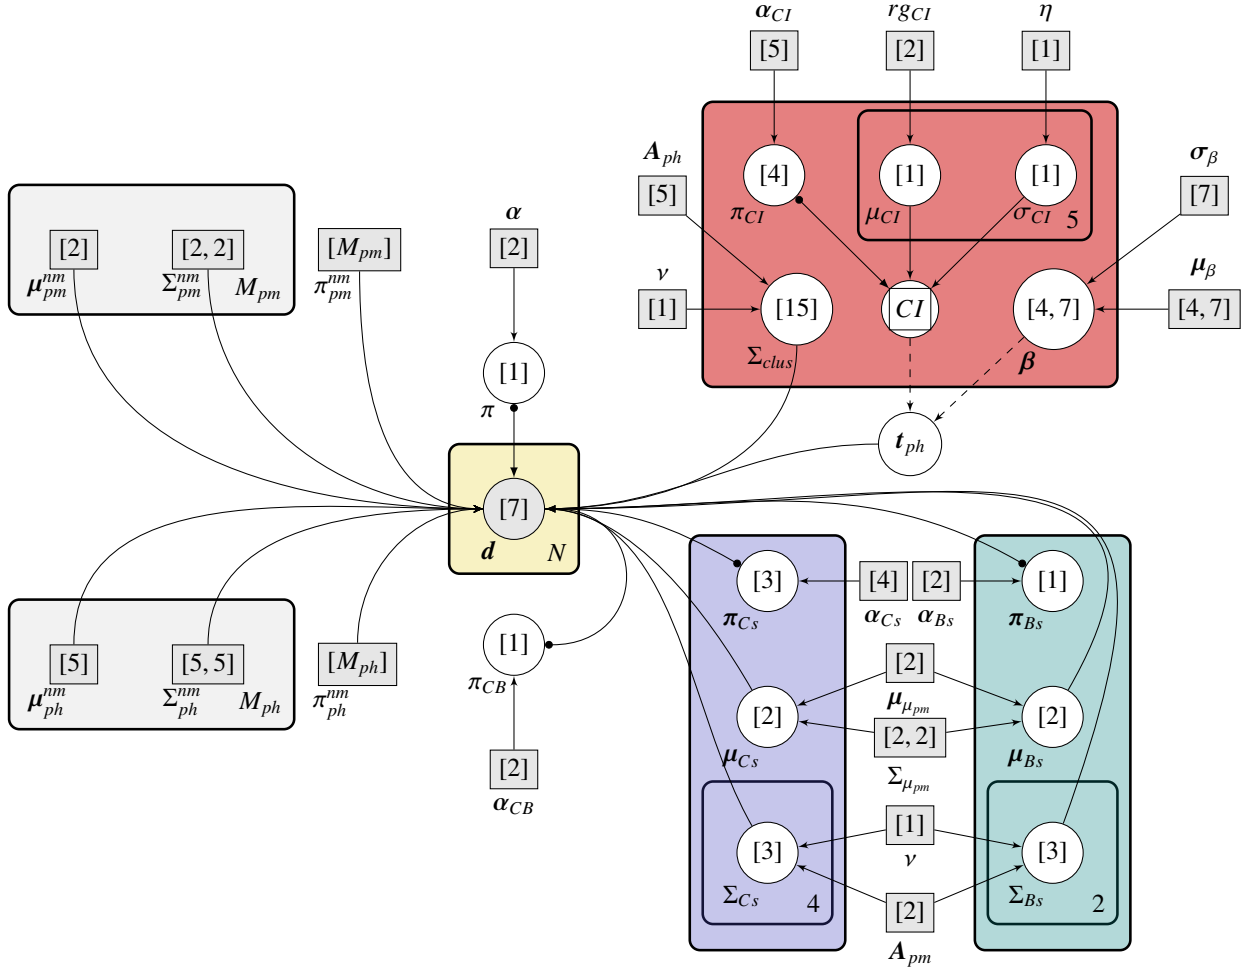 α_CI rg_CI η
[5] [2] [1]
A_ph σ_β
[5] [4] [1] [1] [7]
π_CI μ_CI σ_CI 5
α
[2] [2, 2] [M_pm] [2]
μ^nm_pm Σ^nm_pm M_pm π^nm_pm
ν μ_β
[1] [15] CI [4, 7] [4, 7]
Σ_clus β
[1]
π
t_ph
[7]
d N
[3] [4] [2] [1]
π_Cs α_Cs α_Bs π_Bs
[5] [5, 5] [M_ph] [1]
μ^nm_ph Σ^nm_ph M_ph π^nm_ph π_CB
[2]
μ_μpm
[2] [2, 2] [2]
μ_Cs Σ_μpm μ_Bs
[2]
α_CB
[1]
ν
[3] [3]
Σ_Cs 4 Σ_Bs 2
[2]
A_pm